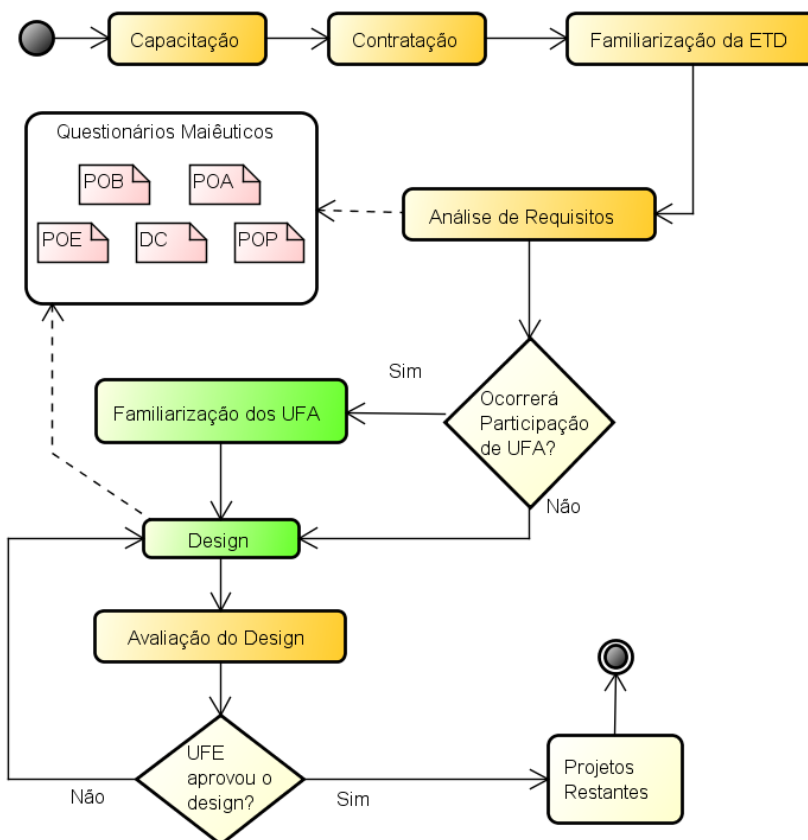 Capacitação
Contratação
Familiarização da ETD
Questionários Maiêuticos
POB
POA
POE
DC
POP
Análise de Requisitos
Sim
Familiarização dos UFA
Ocorrerá
Participação
de UFA?
Não
Design
Avaliação do Design
UFE
aprovou o
design?
Não
Sim
Projetos
Restantes